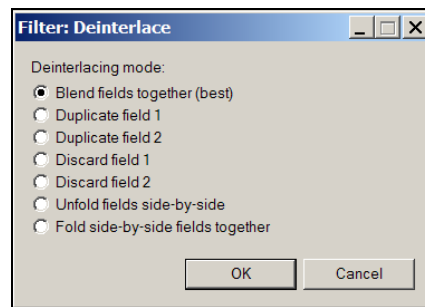 Filter: Deinterlace
Deinterlacing mode:
Blend fields together (best)
Duplicate field 1
Duplicate field 2
Discard field 1
Discard field 2
Unfold fields side-by-side
Fold side-by-side fields together
OK Cancel